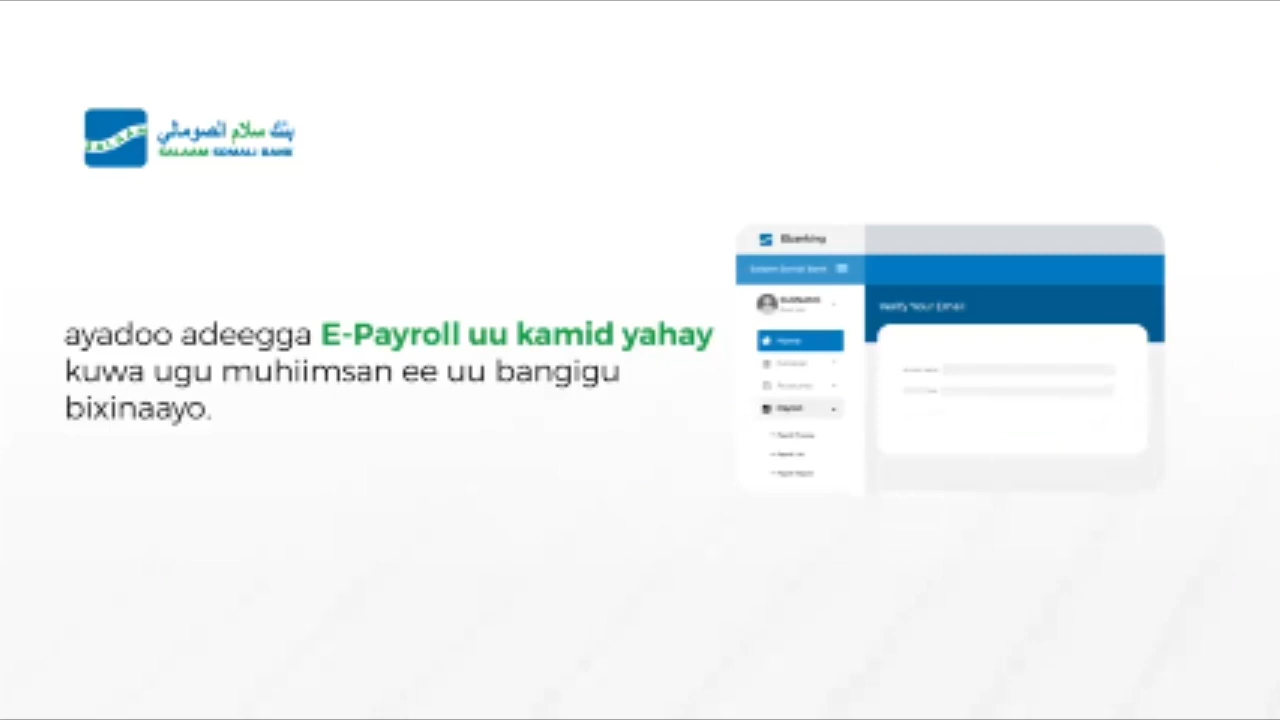 بنك سلام الصومالي
SALAAM SOMALI BANK
ayadoo adeegga E-Payroll uu kamid yahay
kuwa ugu muhiimsan ee uu bangigu
bixinaayo.
Ebanking
Salaam Somali Bank
Verify Your Email
Home
Payroll